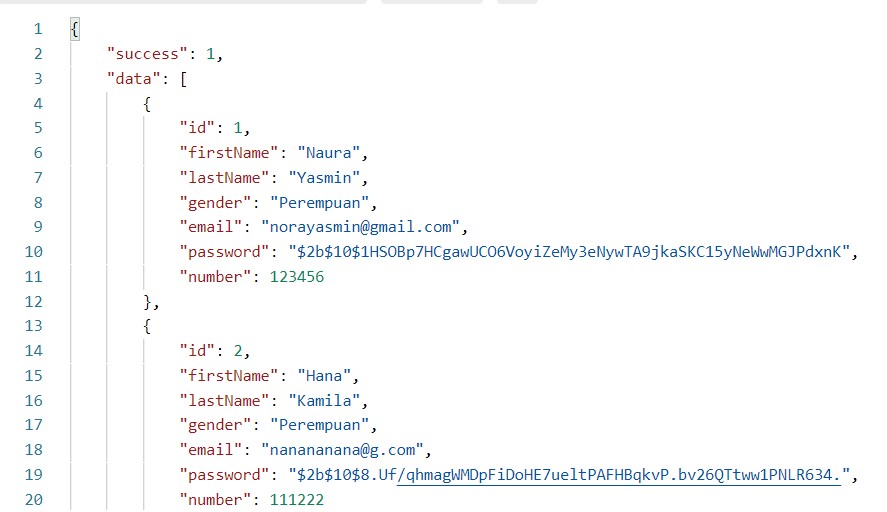 1 {
2 "success": 1,
3 "data": [
4 {
5 "id": 1,
6 "firstName": "Naura",
7 "lastName": "Yasmin",
8 "gender": "Perempuan",
9 "email": "norayasmin@gmail.com",
10 "password": "$2b$10$1HSOBp7HCgawUCO6VoyiZeMy3eNywTA9jkaSKC15yNeWwMGJPdxnK",
11 "number": 123456
12 },
13 {
14 "id": 2,
15 "firstName": "Hana",
16 "lastName": "Kamila",
17 "gender": "Perempuan",
18 "email": "nanananana@g.com",
19 "password": "$2b$10$8.Uf/qhmagWMDpFiDoHE7ueltPAFHBqkvP.bv26QTtww1PNLR634.",
20 "number": 111222